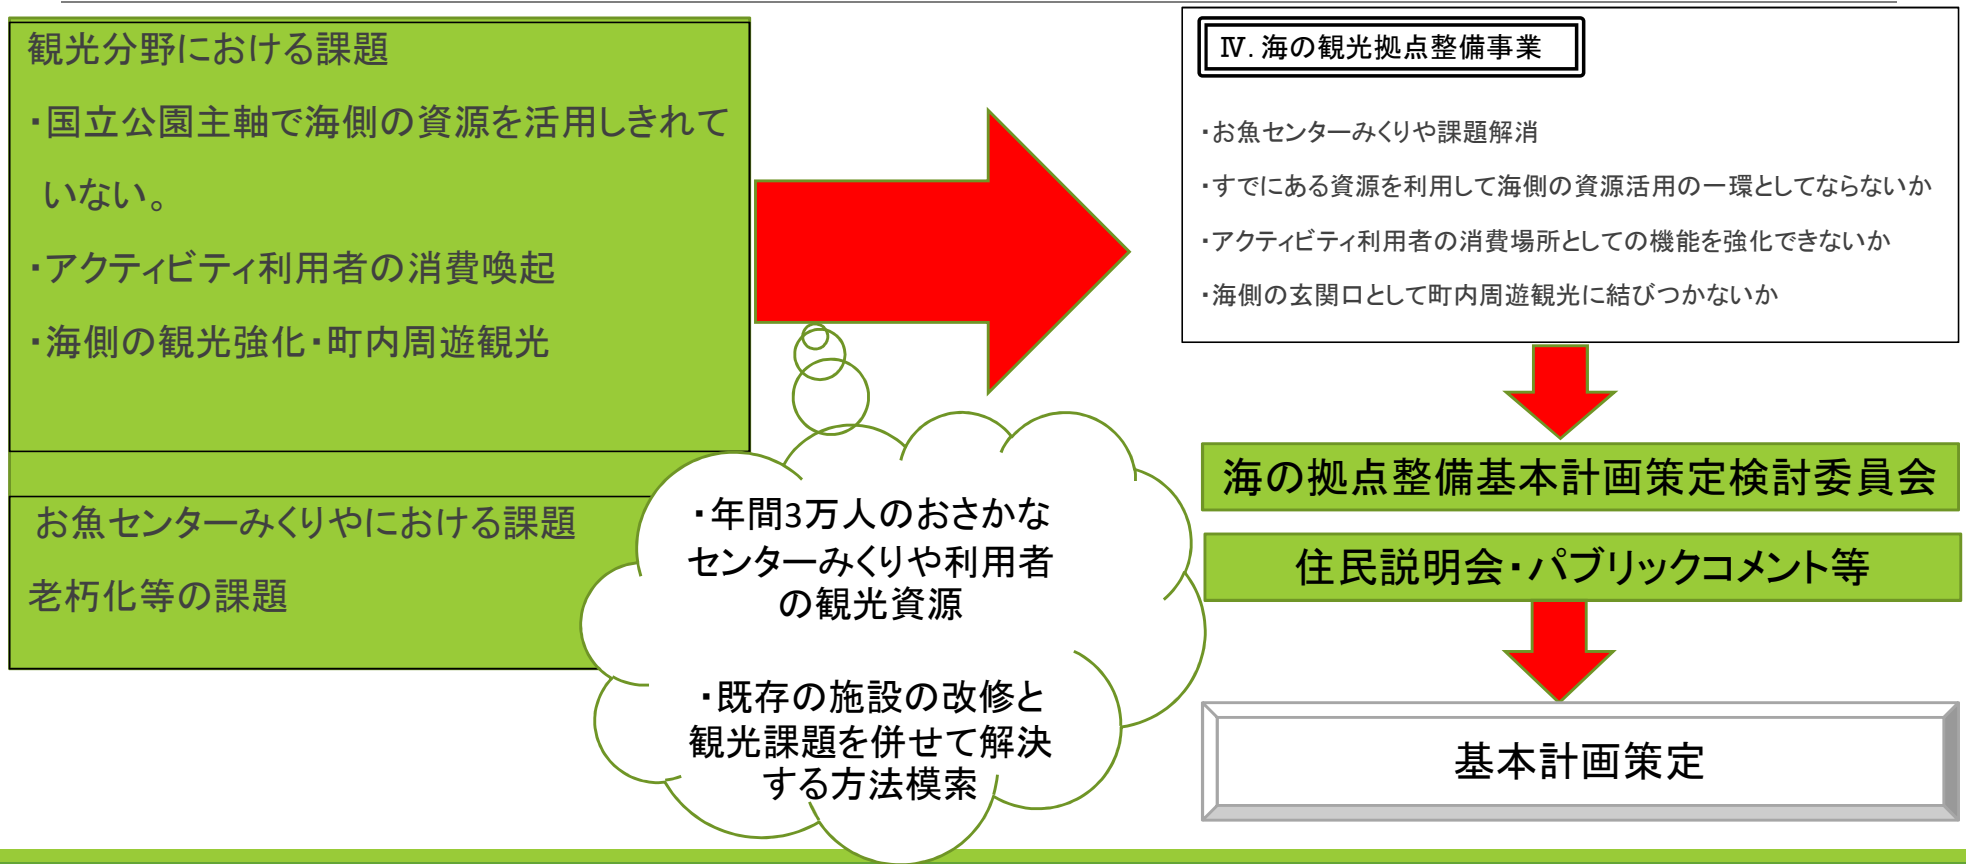 観光分野における課題
・国立公園主軸で海側の資源を活用しきれて
いない。
・アクティビティ利用者の消費喚起
・海側の観光強化・町内周遊観光
お魚センターみくりやにおける課題
老朽化等の課題
・年間3万人のおさかな
センターみくりや利用者
の観光資源
・既存の施設の改修と
観光課題を併せて解決
する方法模索
Ⅳ.海の観光拠点整備事業
・お魚センターみくりや課題解消
・すでにある資源を利用して海側の資源活用の一環としてならないか
・アクティビティ利用者の消費場所としての機能を強化できないか
・海側の玄関口として町内周遊観光に結びつかないか
海の拠点整備基本計画策定検討委員会
住民説明会・パブリックコメント等
基本計画策定